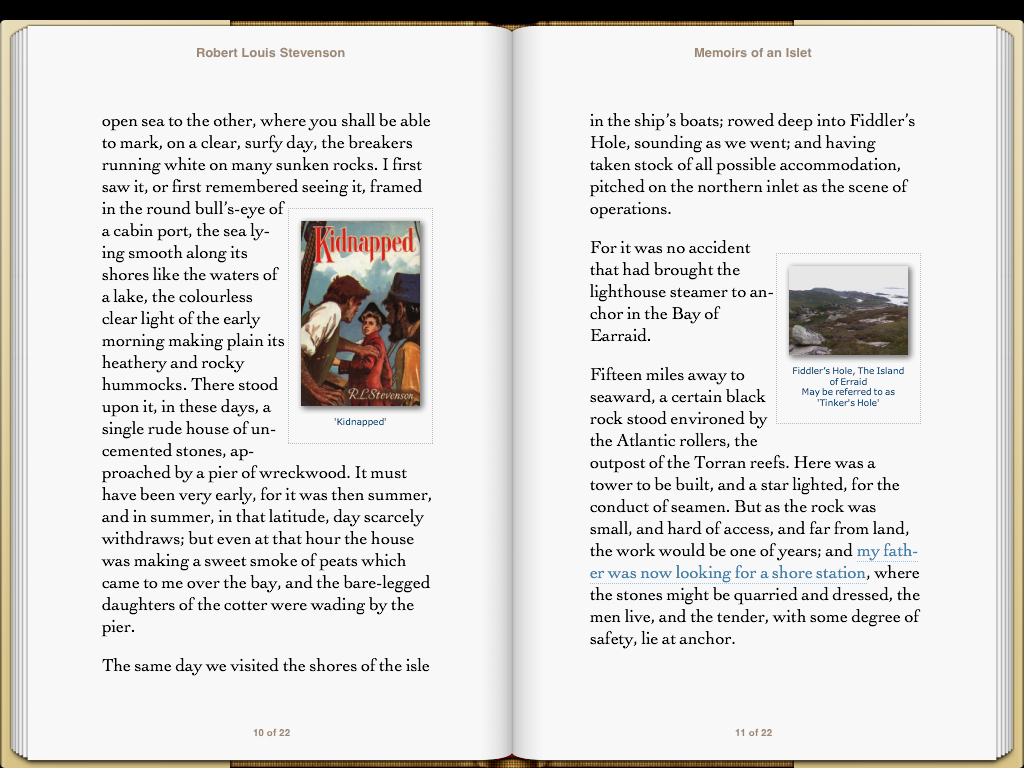 Robert Louis Stevenson
open sea to the other, where you shall be able
to mark, on a clear, surfy day, the breakers
running white on many sunken rocks. I first
saw it, or first remembered seeing it, framed
in the round bull's-eye of
a cabin port, the sea ly-
ing smooth along its
shores like the waters of
a lake, the colourless
clear light of the early
morning making plain its
heathery and rocky
hummocks. There stood
upon it, in these days, a
single rude house of un-
cemented stones, ap-
proached by a pier of wreckwood. It must
have been very early, for it was then summer,
and in summer, in that latitude, day scarcely
withdraws; but even at that hour the house
was making a sweet smoke of peats which
came to me over the bay, and the bare-legged
daughters of the cotter were wading by the
pier.
Kidnapped
R.L.Stevenson
'Kidnapped'
The same day we visited the shores of the isle
10 of 22
Memoirs of an Islet
in the ship's boats; rowed deep into Fiddler's
Hole, sounding as we went; and having
taken stock of all possible accommodation,
pitched on the northern inlet as the scene of
operations.
For it was no accident
that had brought the
lighthouse steamer to an-
chor in the Bay of
Earraid.
Fiddler's Hole, The Island
of Erraid
May be referred to as
'Tinker's Hole'
Fifteen miles away to
seaward, a certain black
rock stood environed by
the Atlantic rollers, the
outpost of the Torran reefs. Here was a
tower to be built, and a star lighted, for the
conduct of seamen. But as the rock was
small, and hard of access, and far from land,
the work would be one of years; and my fath-
er was now looking for a shore station, where
the stones might be quarried and dressed, the
men live, and the tender, with some degree of
safety, lie at anchor.
11 of 22